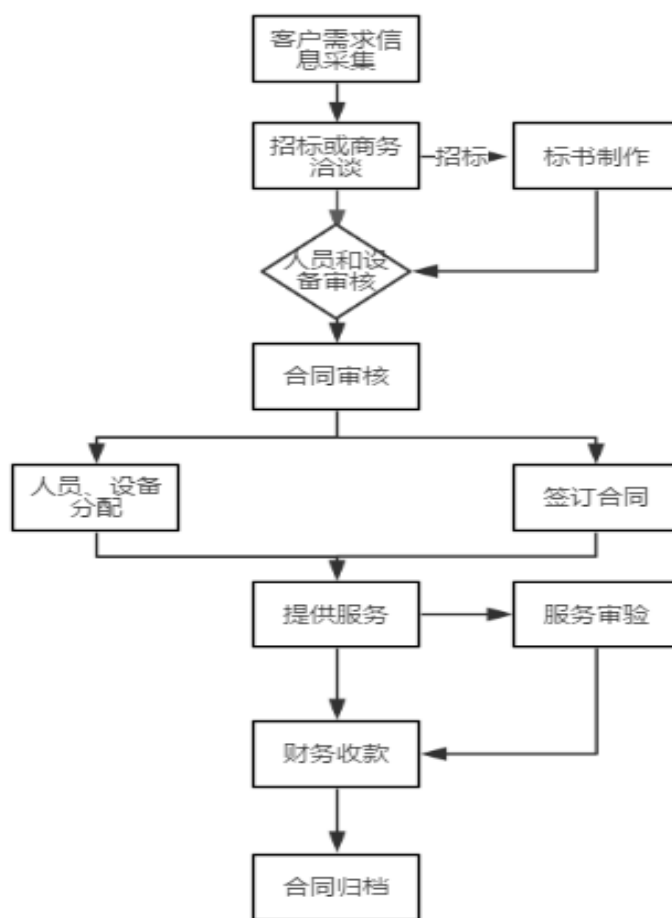 客户需求信
息采集
招标或商务
洽谈
招标
标书制作
人员和设
备审核
合同审核
人员、设备
分配
签订合同
提供服务
服务审验
财务收款
合同归档